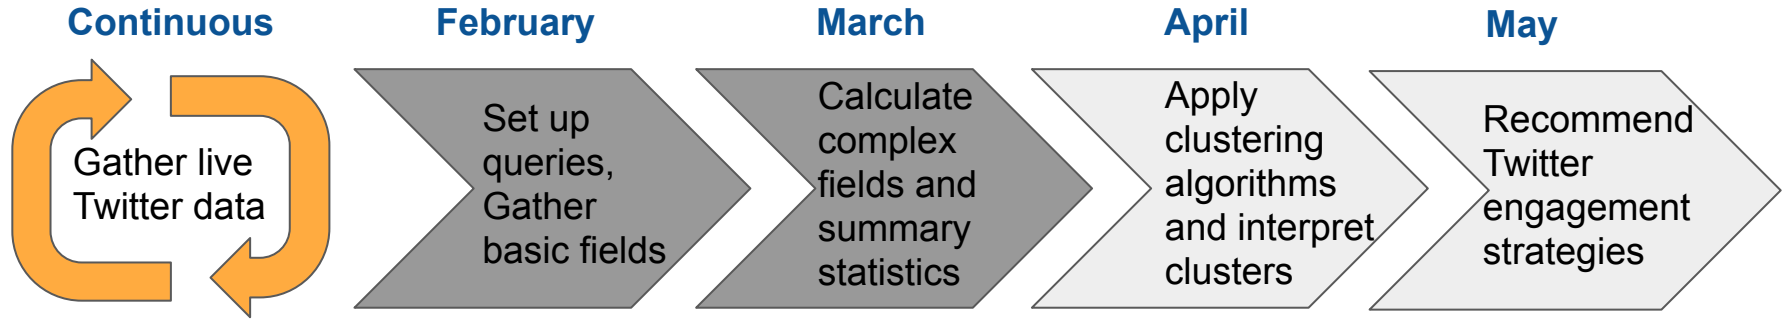 Continuous
February
March
April
May
Gather live
Twitter data
Set up
queries,
Gather
basic fields
Calculate
complex
fields and
summary
statistics
Apply
clustering
algorithms
and interpret
clusters
Recommend
Twitter
engagement
strategies